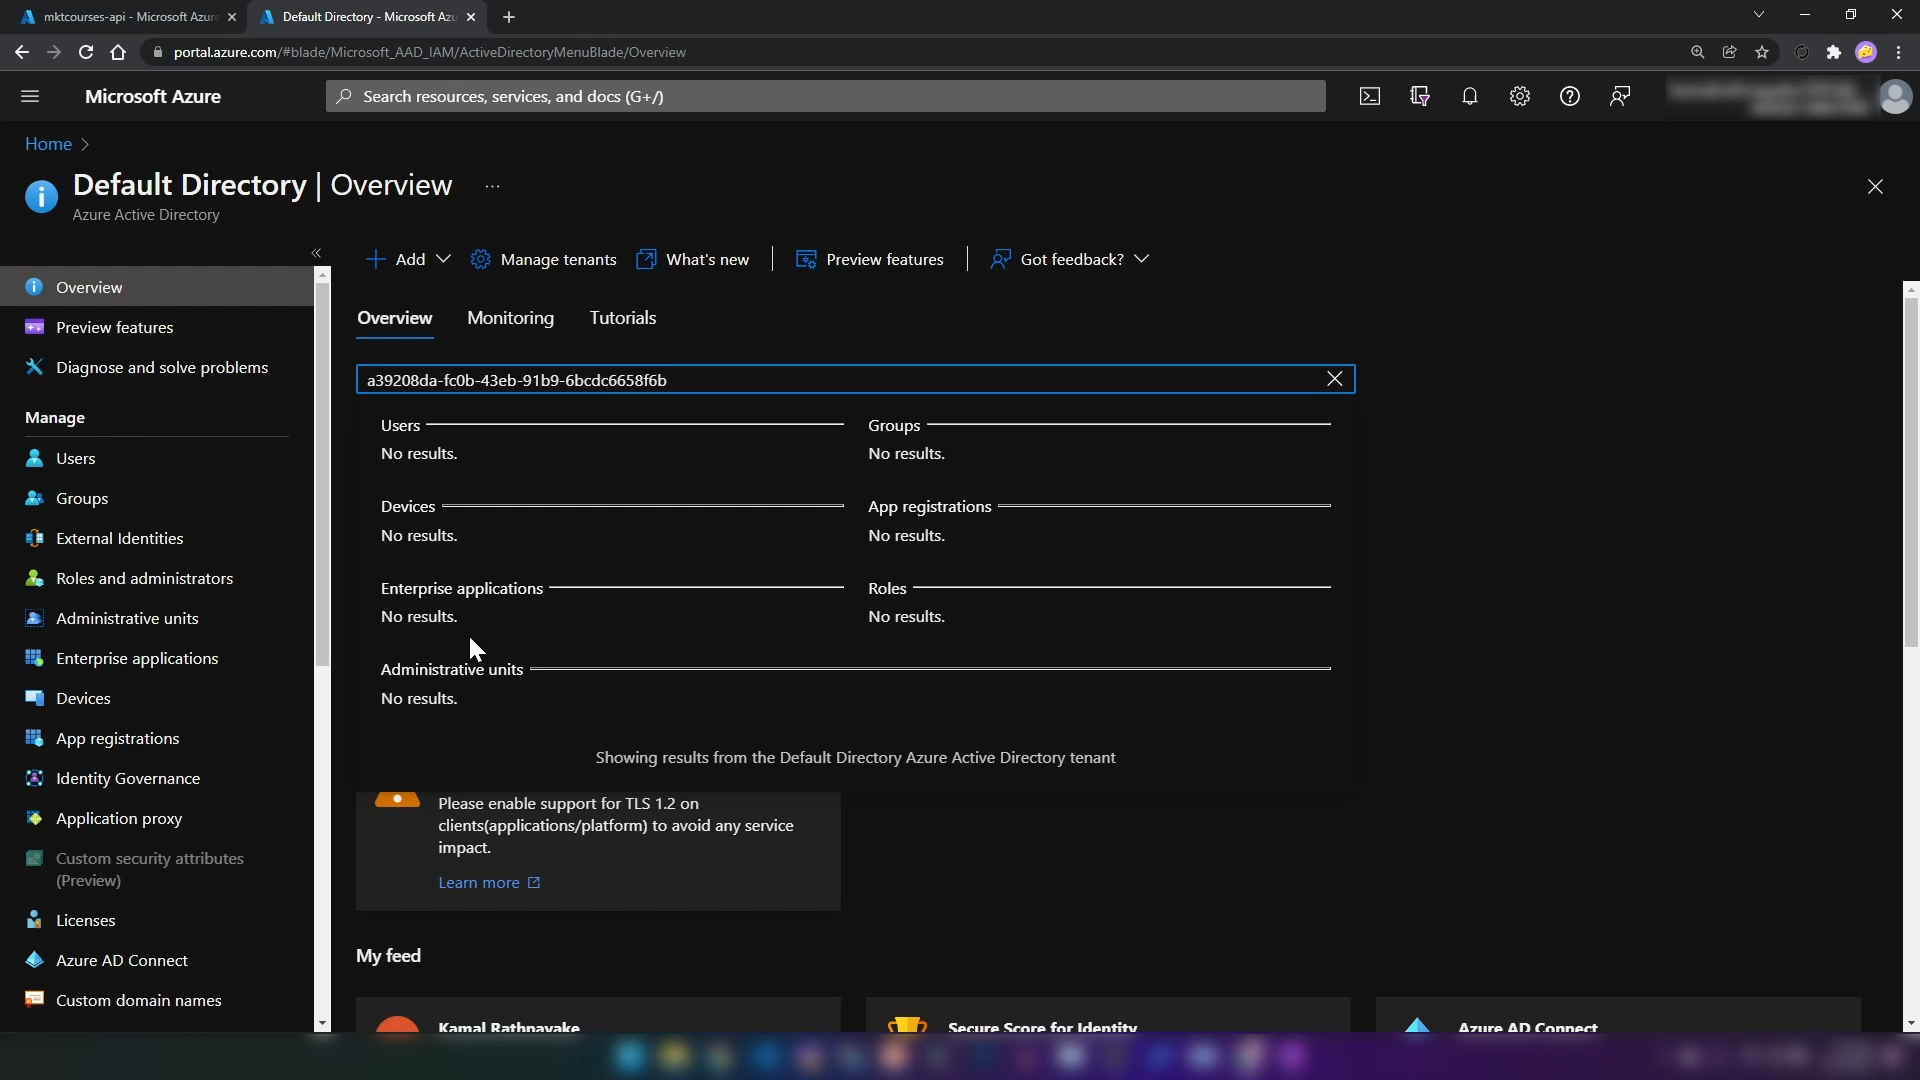 mktcourses-api - Microsoft Azure
Default Directory - Microsoft Azu
portal.azure.com/#blade/Microsoft_AAD_IAM/ActiveDirectoryMenuBlade/Overview
Microsoft Azure
Search resources, services, and docs (G+/)
Home
Default Directory | Overview ...
Azure Active Directory
Add
Manage tenants
What's new
Preview features
Got feedback?
Overview
Preview features
Diagnose and solve problems
Manage
Users
Groups
External Identities
Roles and administrators
Administrative units
Enterprise applications
Devices
App registrations
Identity Governance
Application proxy
Custom security attributes
(Preview)
Licenses
Azure AD Connect
Custom domain names
Overview
Monitoring
Tutorials
a39208da-fc0b-43eb-91b9-6bcdc6658f6b
Users
No results.
Groups
No results.
Devices
No results.
App registrations
No results.
Enterprise applications
No results.
Roles
No results.
Administrative units
No results.
Showing results from the Default Directory Azure Active Directory tenant
Please enable support for TLS 1.2 on
clients(applications/platform) to avoid any service
impact.
Learn more
My feed
Kamal Rathnayake
Secure Score for Identity
Azure AD Connect